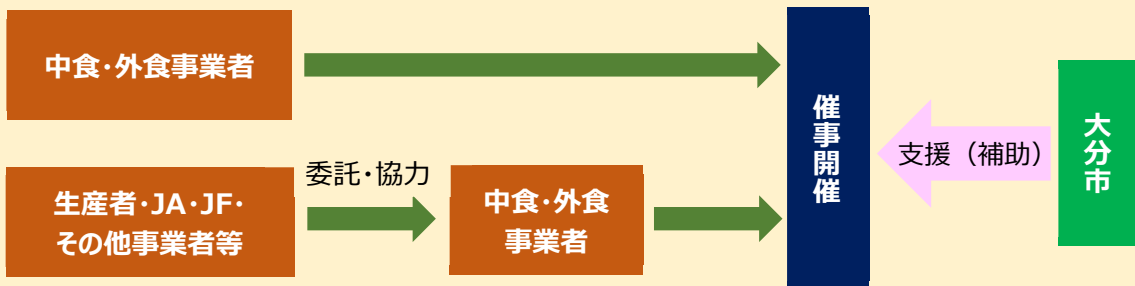 中食・外食事業者
生産者・JA・JF・
その他事業者等
委託・協力
中食・外食
事業者
催事開催
支援（補助）
大分市